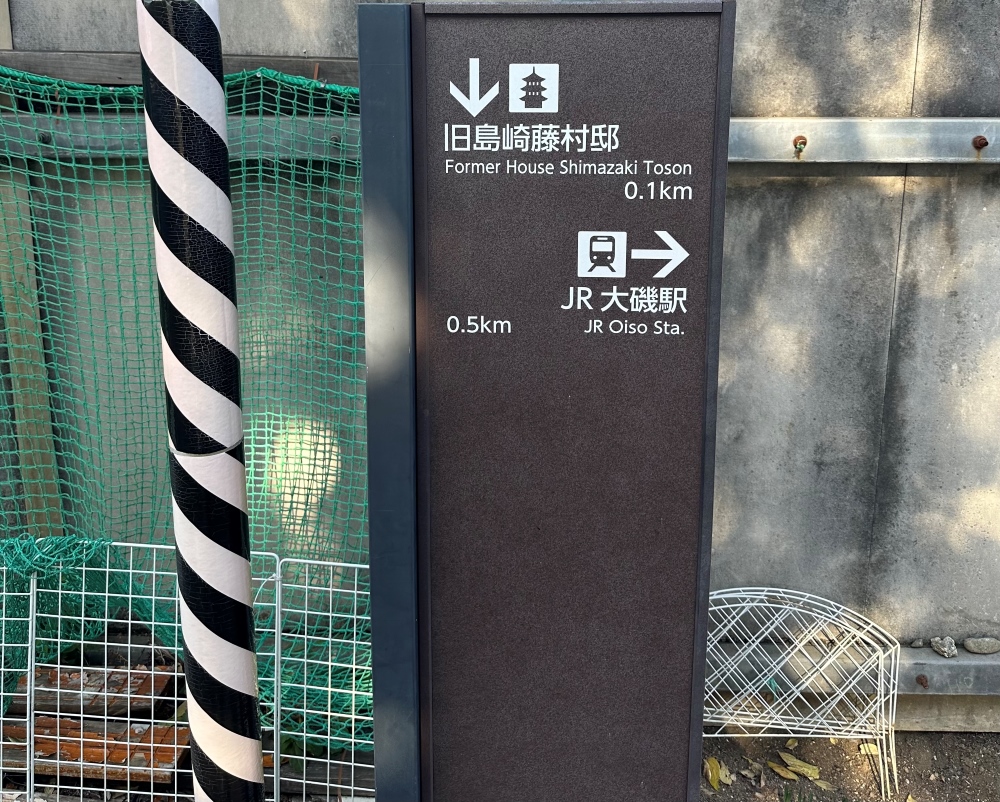 旧島崎藤村邸
Former House Shimazaki Toson
0.1km
JR 大磯駅
0.5km JR Oiso Sta.